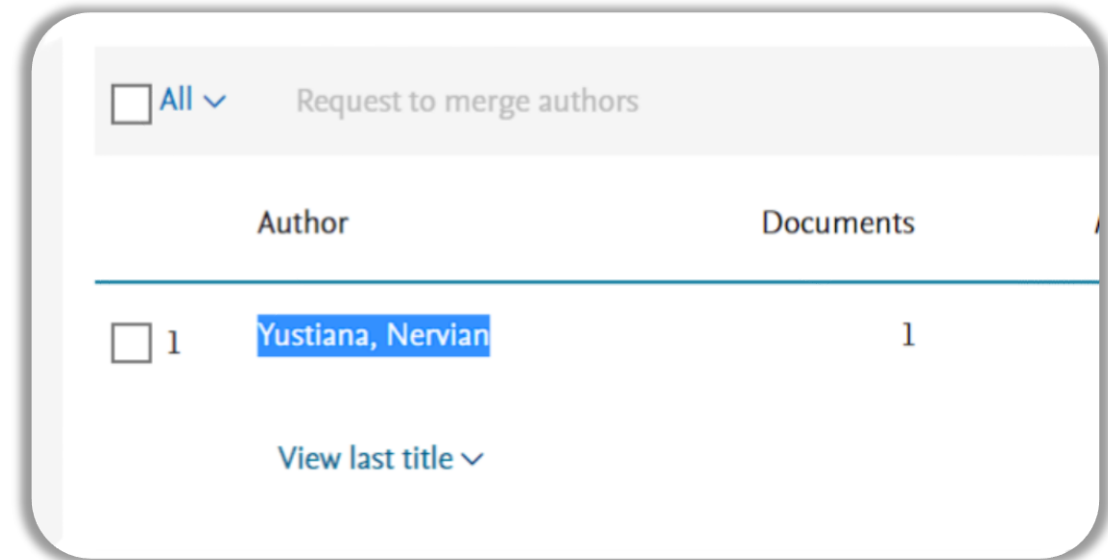 All Request to merge authors
Author Documents
1 Yustiana, Nervian 1
View last title